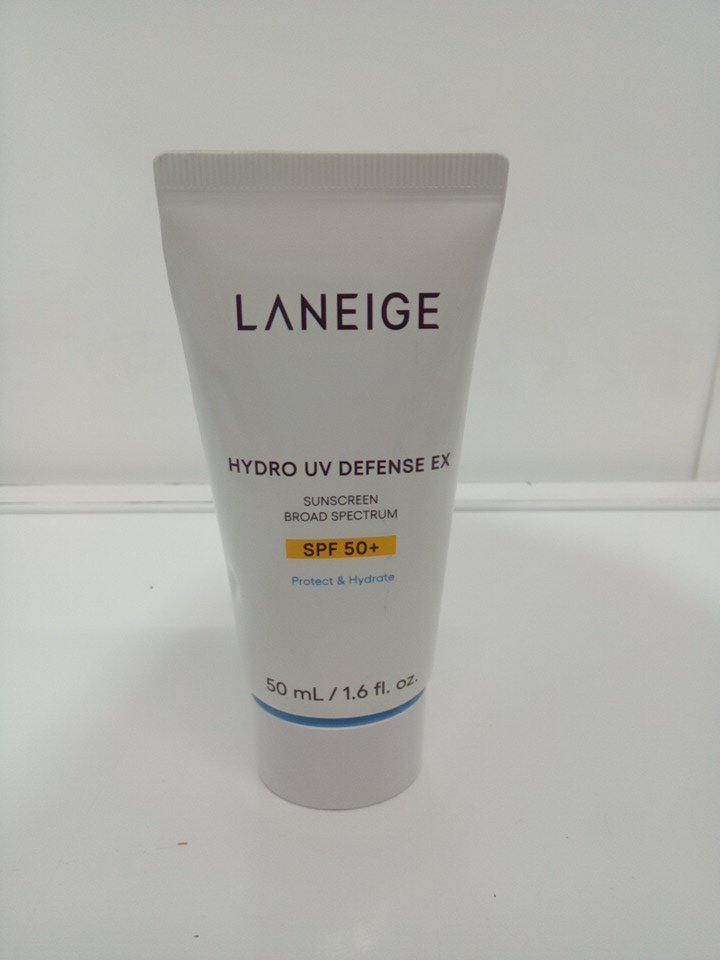 LANEIGE
HYDRO UV DEFENSE EX
SUNSCREEN
BROAD SPECTRUM
SPF 50+
Protect & Hydrate
50 mL / 1.6 fl. oz.